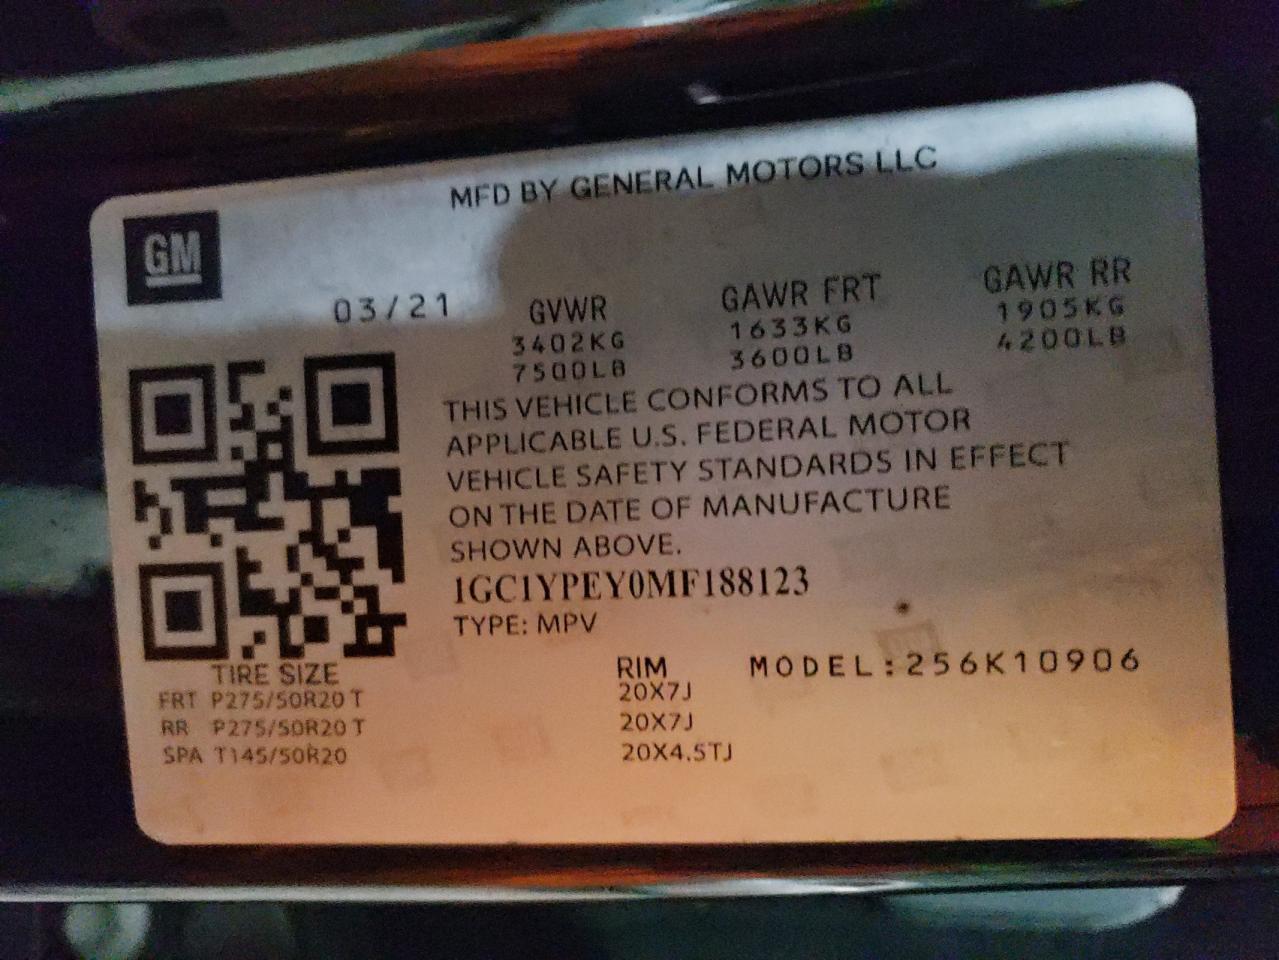 MFD BY GENERAL MOTORS LLC
GM
03/21 GVWR GAWR FRT GAWR RR
3402KG 1633KG 1905KG
7500LB 3600LB 4200LB
THIS VEHICLE CONFORMS TO ALL
APPLICABLE U.S. FEDERAL MOTOR
VEHICLE SAFETY STANDARDS IN EFFECT
ON THE DATE OF MANUFACTURE
SHOWN ABOVE.
1GC1YPEY0MF188123
TYPE: MPV
TIRE SIZE RIM MODEL:256K10906
FRT P275/50R20 T 20X7J
RR P275/50R20 T 20X7J
SPA T145/50R20 20X4.5TJ